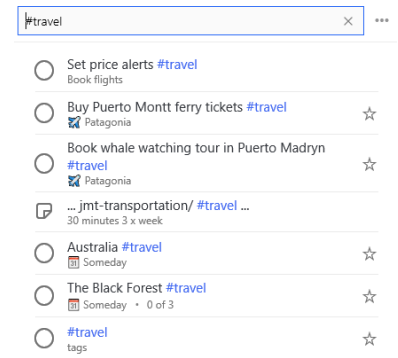 #travel
Set price alerts #travel
Book flights
Buy Puerto Montt ferry tickets #travel
Patagonia
Book whale watching tour in Puerto Madryn
#travel
Patagonia
... jmt-transportation/ #travel ...
30 minutes 3 x week
Australia #travel
31 Someday
The Black Forest #travel
31 Someday • 0 of 3
#travel
tags